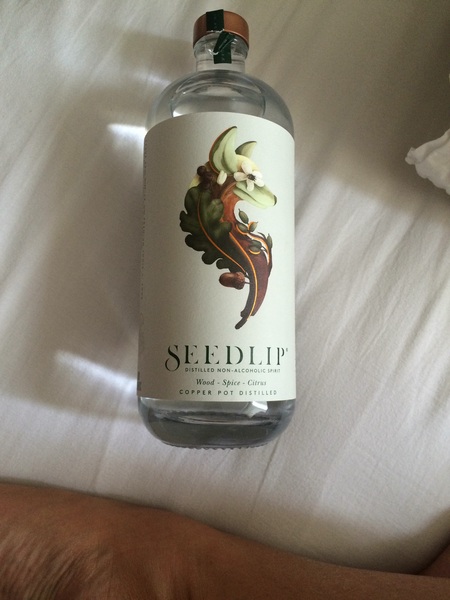 SEEDLIP®
DISTILLED NON-ALCOHOLIC SPIRIT
Wood - Spice - Citrus
COPPER POT DISTILLED